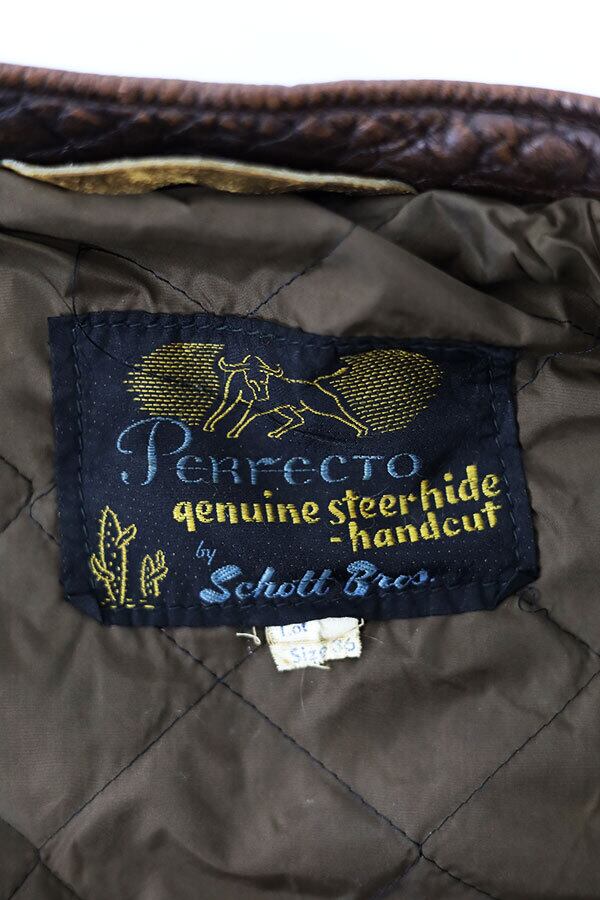 Perfecto
genuine steerhide
-handcut
by
Schott Bros.
Lot
Size 36